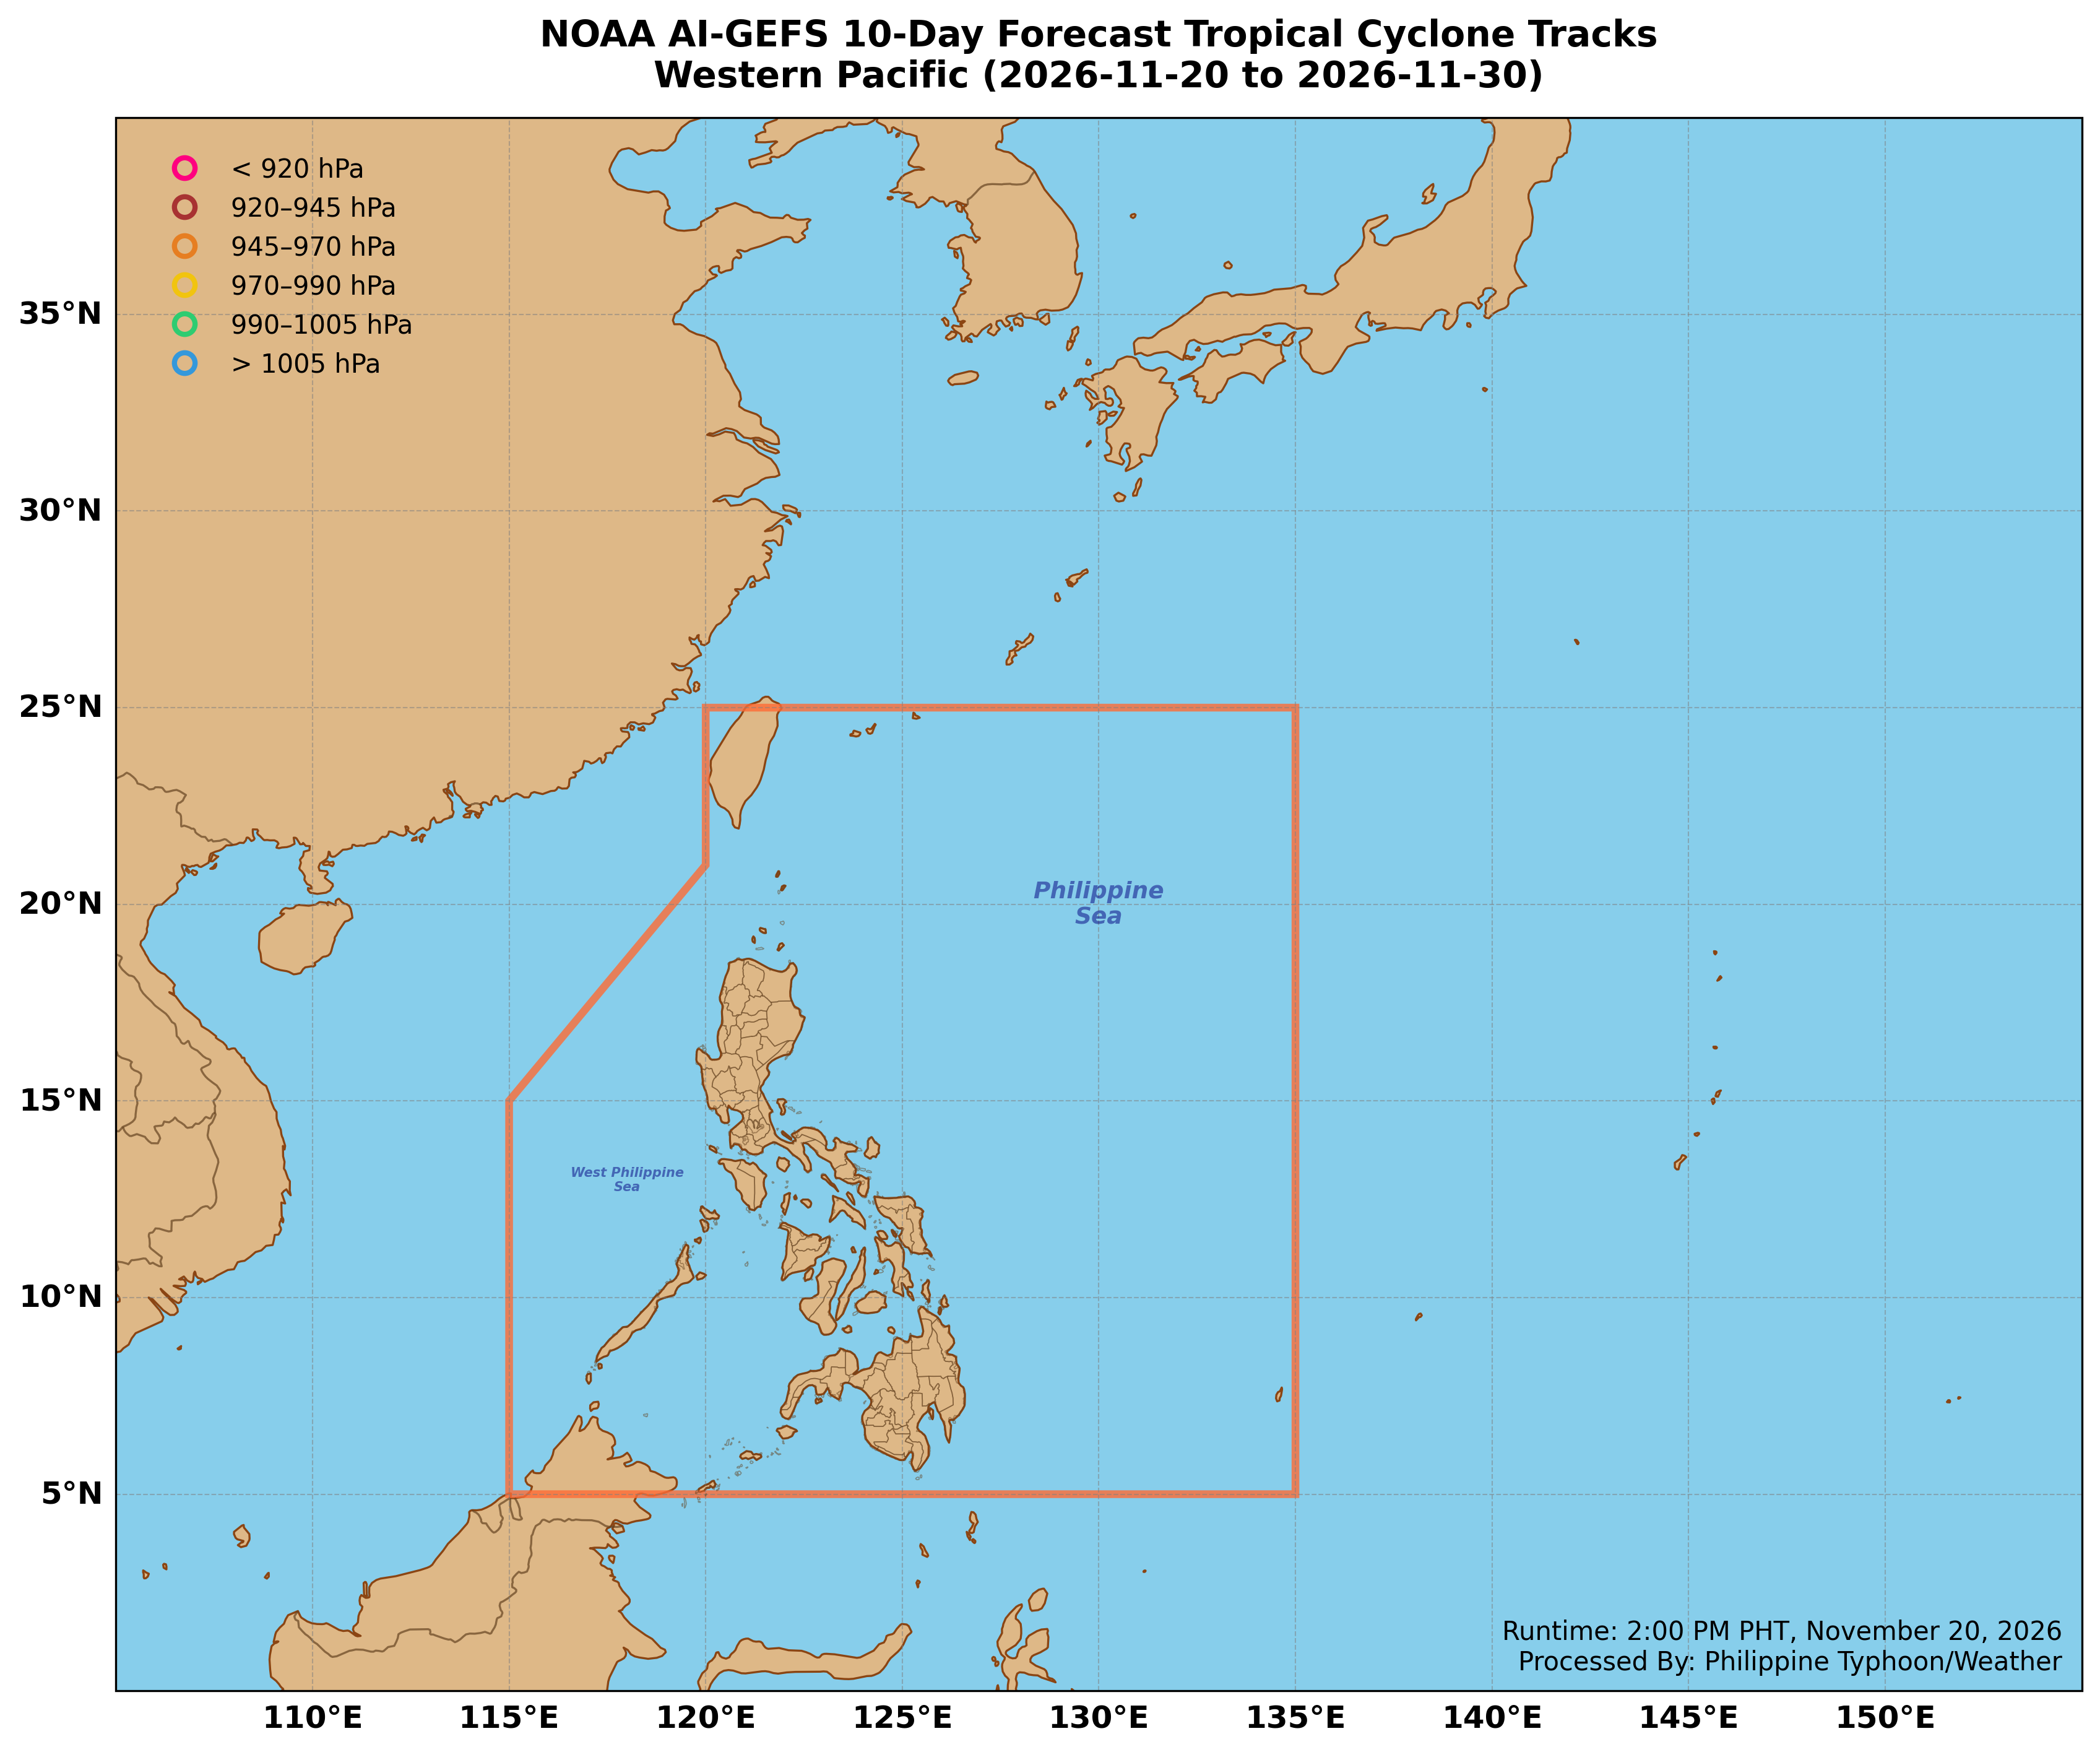 NOAA AI-GEFS 10-Day Forecast Tropical Cyclone Tracks
Western Pacific (2026-11-20 to 2026-11-30)
< 920 hPa
920–945 hPa
945–970 hPa
970–990 hPa
990–1005 hPa
> 1005 hPa
35°N
30°N
25°N
20°N
15°N
10°N
5°N
Philippine
Sea
West Philippine
Sea
Runtime: 2:00 PM PHT, November 20, 2026
Processed By: Philippine Typhoon/Weather
110°E
115°E
120°E
125°E
130°E
135°E
140°E
145°E
150°E